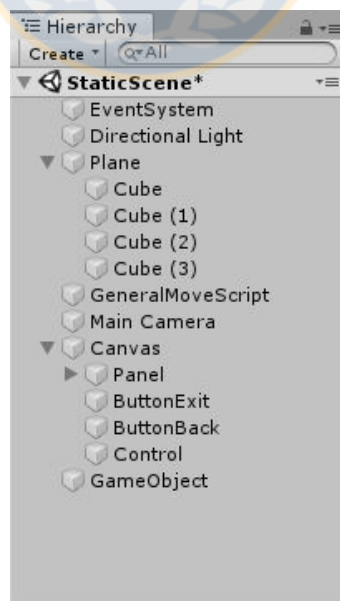 Hierarchy
Create All
StaticScene*
EventSystem
Directional Light
Plane
Cube
Cube (1)
Cube (2)
Cube (3)
GeneralMoveScript
Main Camera
Canvas
Panel
ButtonExit
ButtonBack
Control
GameObject